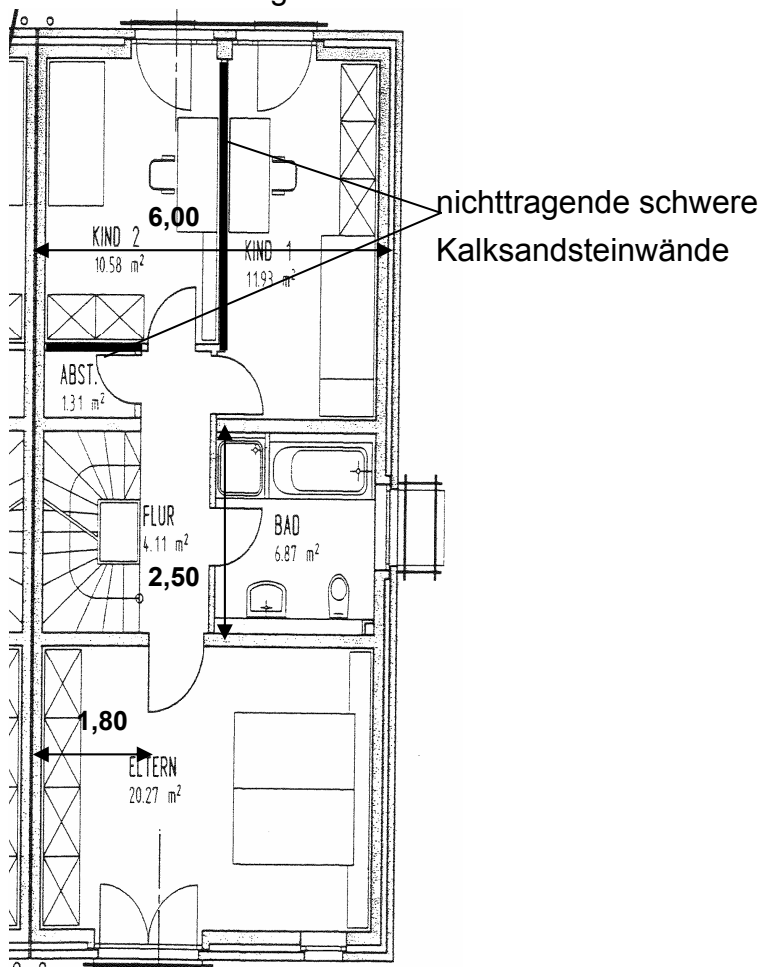 6,00
KIND 2
10.58 m²
KIND 1
11.93 m²
nichttragende schwere
Kalksandsteinwände
ABST.
1.31 m²
FLUR
4.11 m²
BAD
6.87 m²
2,50
1,80
ELTERN
20.27 m²